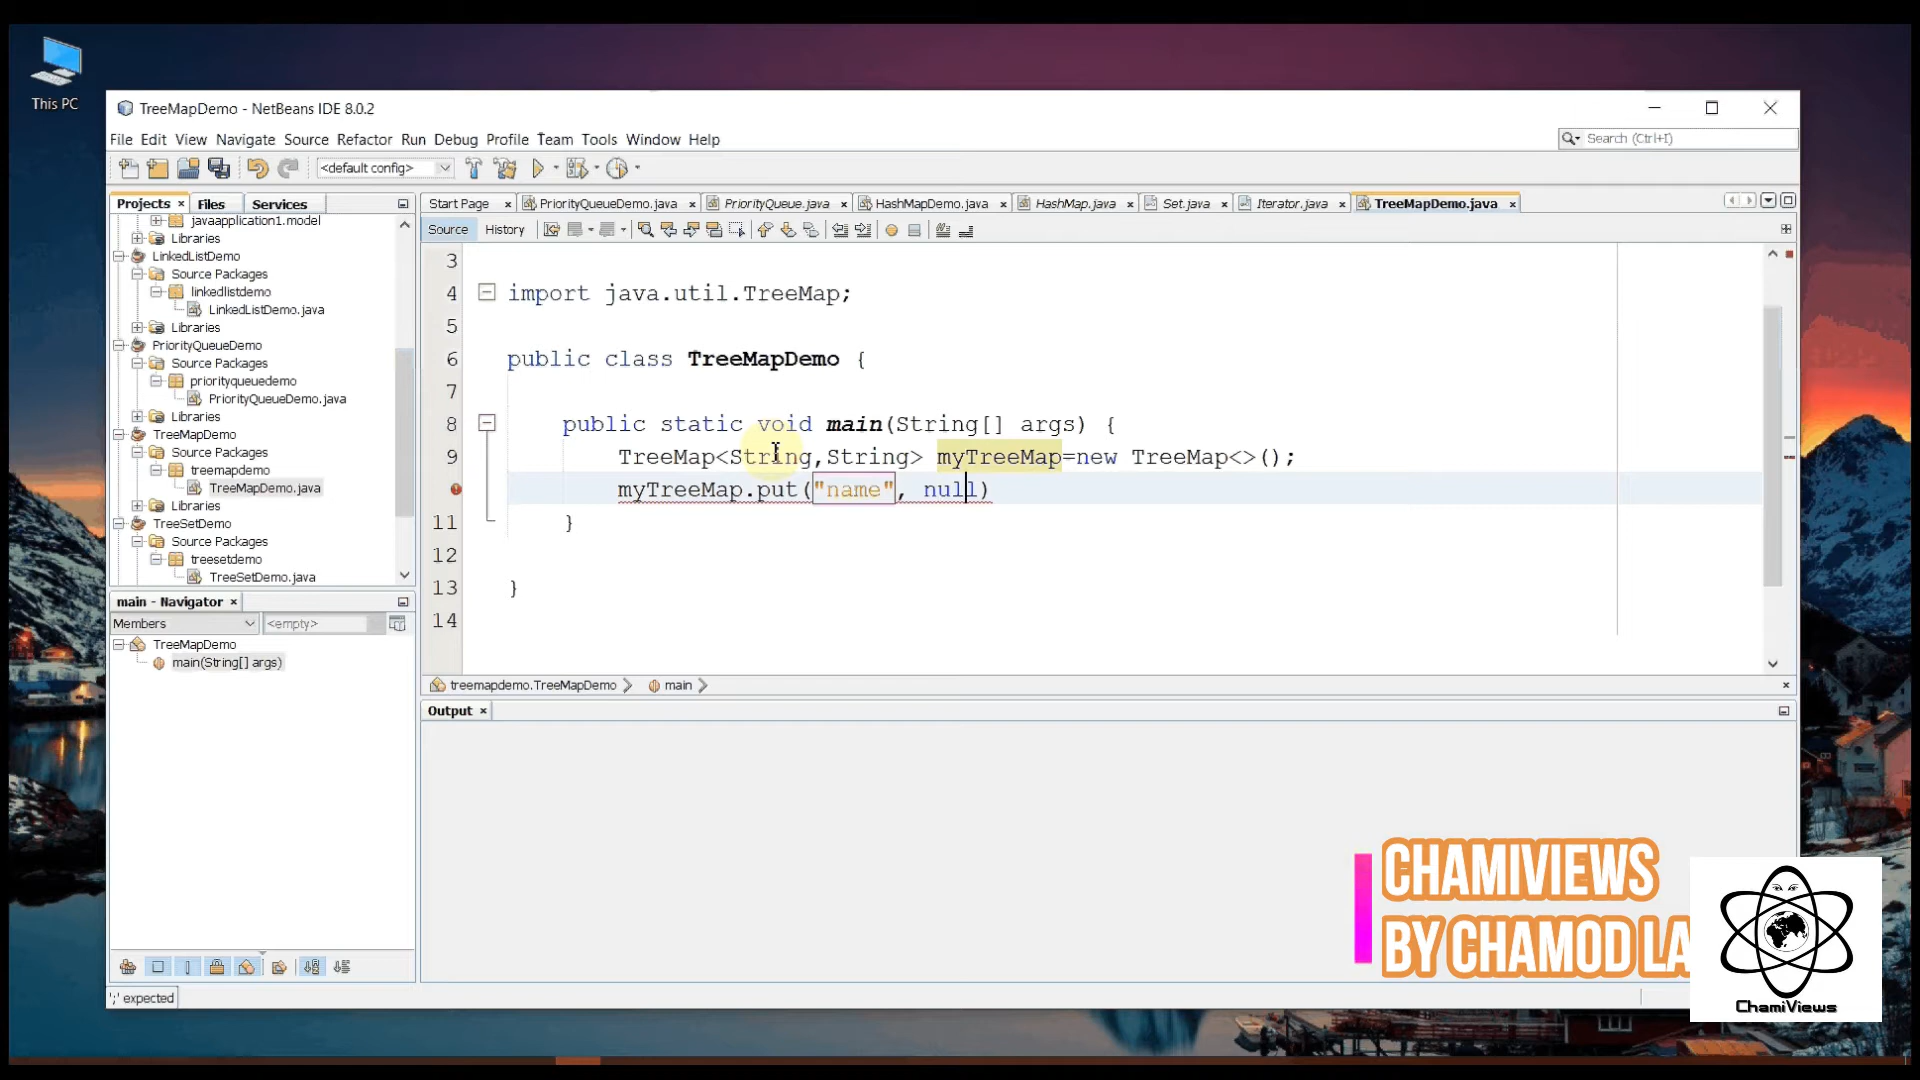 This PC
TreeMapDemo - NetBeans IDE 8.0.2
File Edit View Navigate Source Refactor Run Debug Profile Team Tools Window Help
Search (Ctrl+I)
<default config>
Projects Files Services
Start Page PriorityQueueDemo.java PriorityQueue.java HashMapDemo.java HashMap.java Set.java Iterator.java TreeMapDemo.java
Source History
javaapplication1.model
Libraries
LinkedListDemo
Source Packages
linkedlistdemo
LinkedListDemo.java
Libraries
PriorityQueueDemo
Source Packages
priorityqueuedemo
PriorityQueueDemo.java
Libraries
TreeMapDemo
Source Packages
treemapdemo
TreeMapDemo.java
Libraries
TreeSetDemo
Source Packages
treesetdemo
TreeSetDemo.java
3
4 import java.util.TreeMap;
5
6 public class TreeMapDemo {
7
8 public static void main(String[] args) {
9 TreeMap<String,String> myTreeMap=new TreeMap<>();
myTreeMap.put("name", null)
11 }
12
13 }
14
main - Navigator
Members <empty>
TreeMapDemo
main(String[] args)
treemapdemo.TreeMapDemo main
Output
';' expected
CHAMIVIEWS
BY CHAMOD LA
ChamiViews